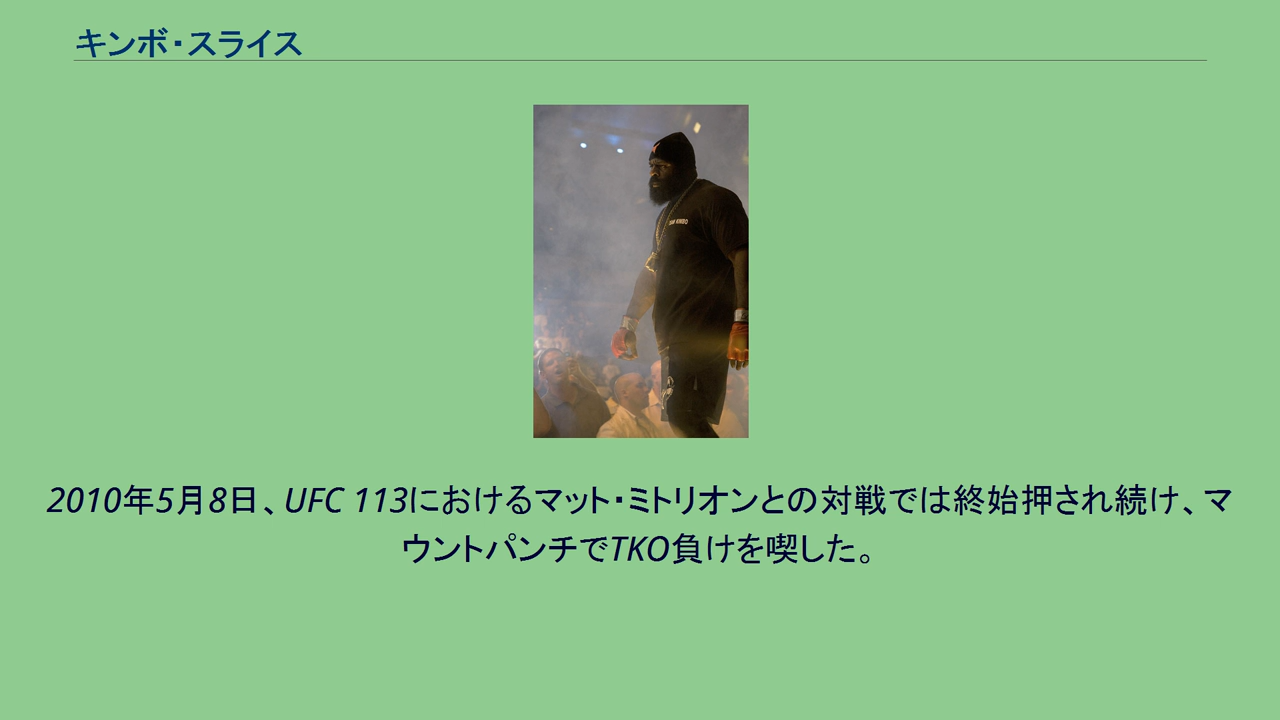 キンボ・スライス
2010年5月8日、UFC 113におけるマット・ミトリオンとの対戦では終始押され続け、マ
ウントパンチでTKO負けを喫した。